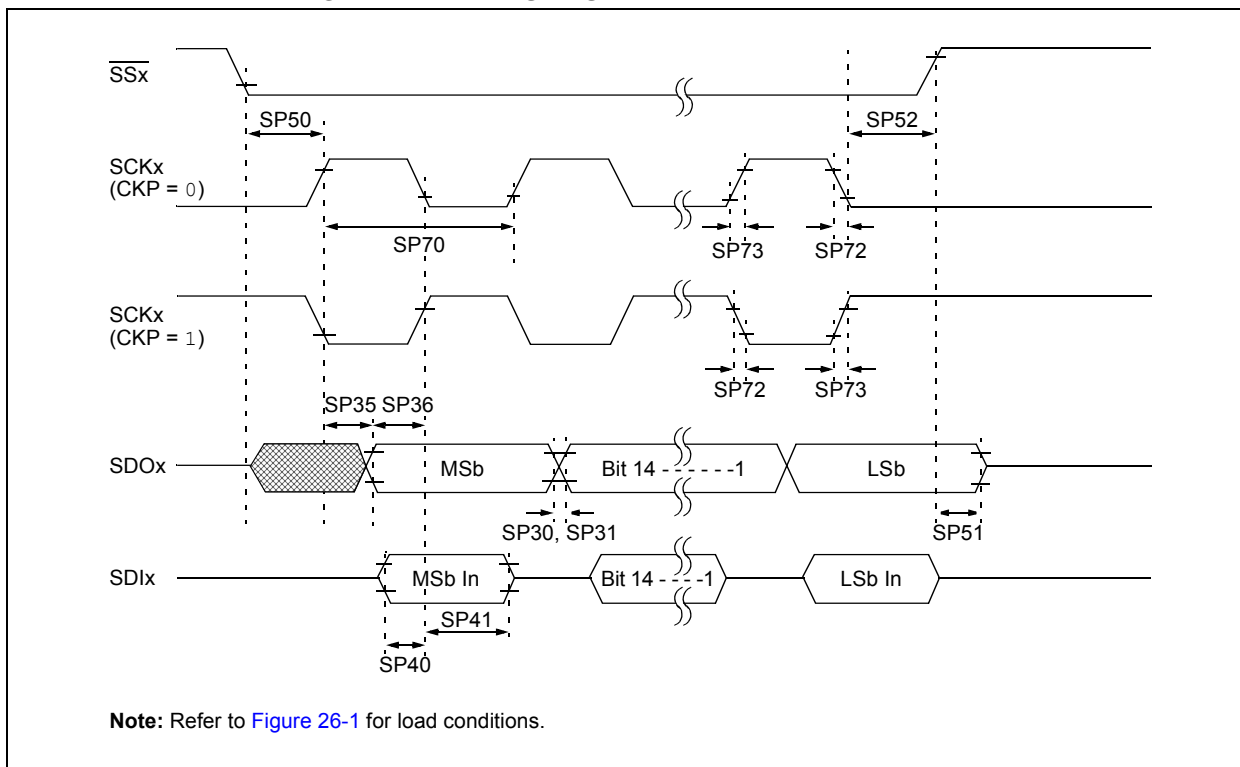 SSx
SP50
SP52
SCKx
(CKP = 0)
SP70
SP73
SP72
SCKx
(CKP = 1)
SP72
SP73
SP35
SP36
SDOx
MSb
Bit 14 - - - - - - -1
LSb
SP30, SP31
SP51
SDIx
MSb In
Bit 14 - - - - -1
LSb In
SP41
SP40
Note: Refer to Figure 26-1 for load conditions.